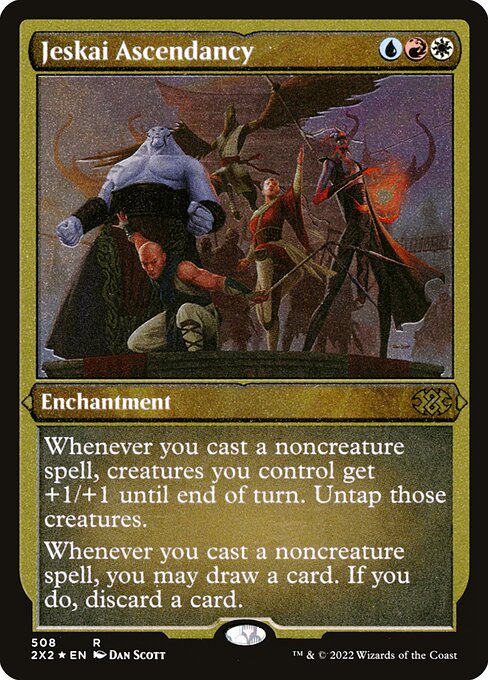 Jeskai Ascendancy
Enchantment
Whenever you cast a noncreature
spell, creatures you control get
+1/+1 until end of turn. Untap those
creatures.
Whenever you cast a noncreature
spell, you may draw a card. If you
do, discard a card.
508 R
2X2 ★ EN Dan Scott
™ & © 2022 Wizards of the Coast